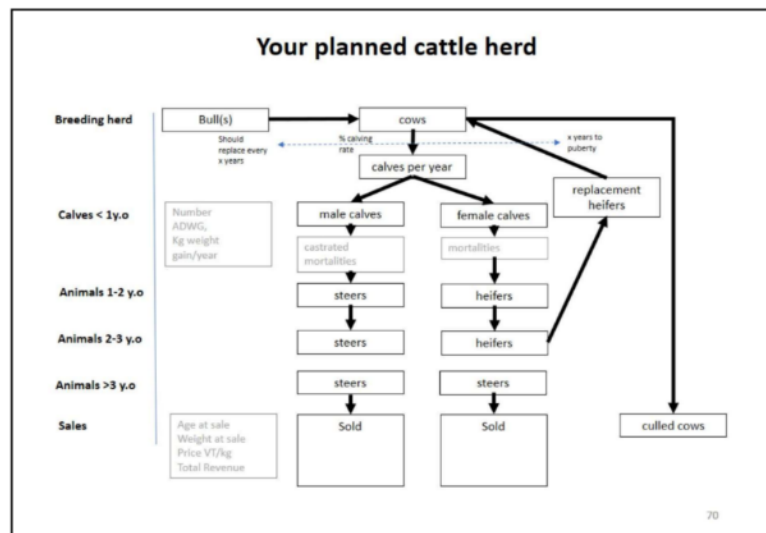 Your planned cattle herd
Breeding herd
Bull(s)
cows
Should
replace every
x years
% calving
rate
x years to
puberty
calves per year
replacement
heifers
Calves < 1y.o
Number
ADWG,
Kg weight
gain/year
male calves
female calves
castrated
mortalities
mortalities
Animals 1-2 y.o
steers
heifers
Animals 2-3 y.o
steers
heifers
Animals >3 y.o
steers
steers
Sales
Age at sale
Weight at sale
Price VT/kg
Total Revenue
Sold
Sold
culled cows
70